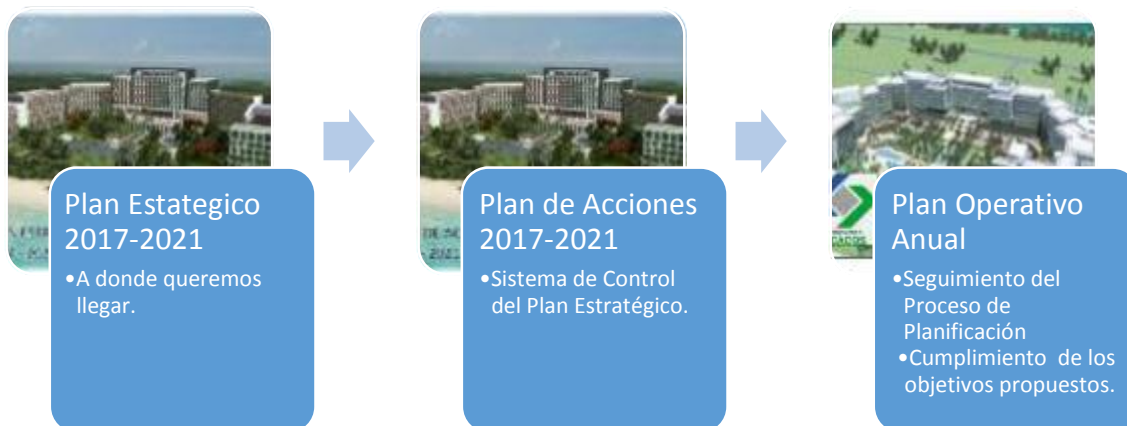 Plan Estategico
2017-2021
•A donde queremos
llegar.
Plan de Acciones
2017-2021
•Sistema de Control
del Plan Estratégico.
Plan Operativo
Anual
•Seguimiento del
Proceso de
Planificación
•Cumplimiento de los
objetivos propuestos.